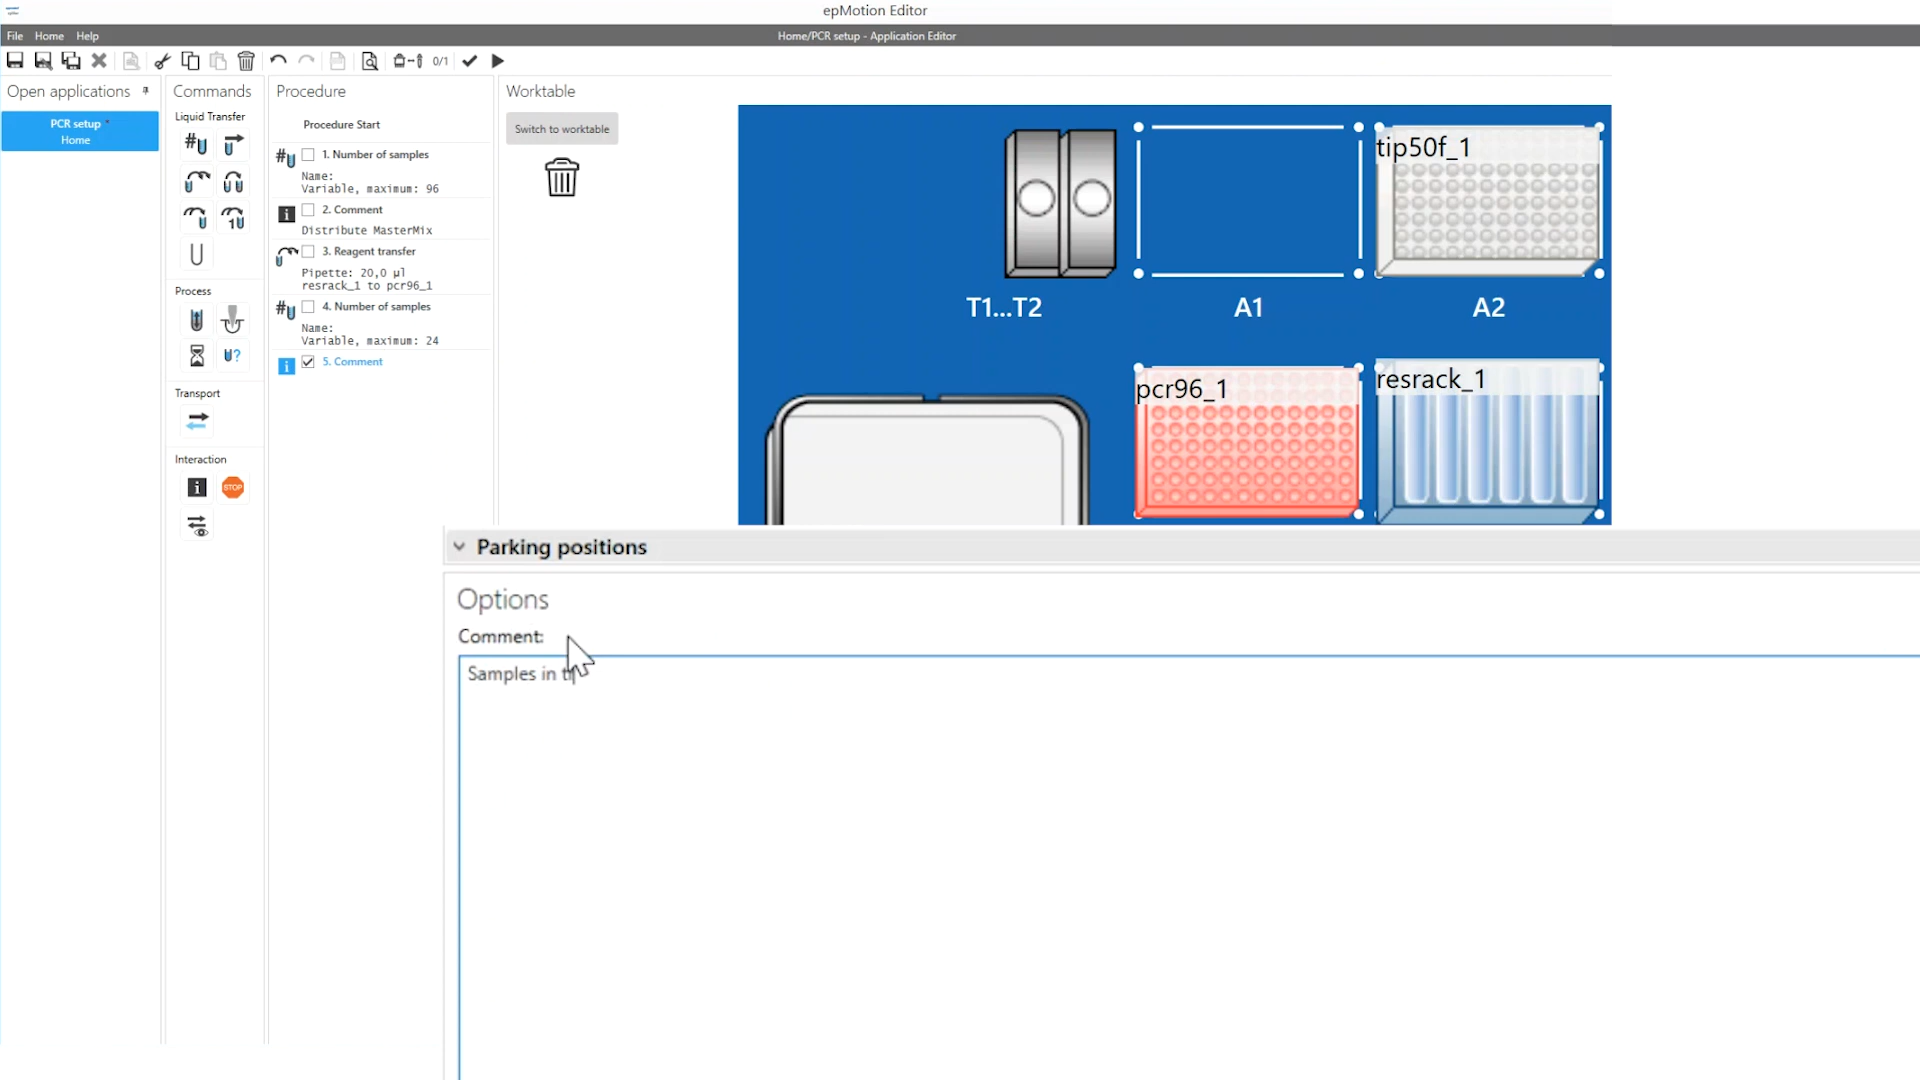 epMotion Editor
File Home Help
Home/PCR setup - Application Editor
0/1
Open applications
PCR setup *
Home
Commands
Liquid Transfer
#
1
Process
?
Transport
Interaction
i
STOP
Procedure
Procedure Start
1. Number of samples
Name:
Variable, maximum: 96
2. Comment
Distribute MasterMix
3. Reagent transfer
Pipette: 20,0 µl
resrack_1 to pcr96_1
4. Number of samples
Name:
Variable, maximum: 24
5. Comment
Worktable
Switch to worktable
tip50f_1
T1...T2
A1
A2
pcr96_1
resrack_1
Parking positions
Options
Comment:
Samples in